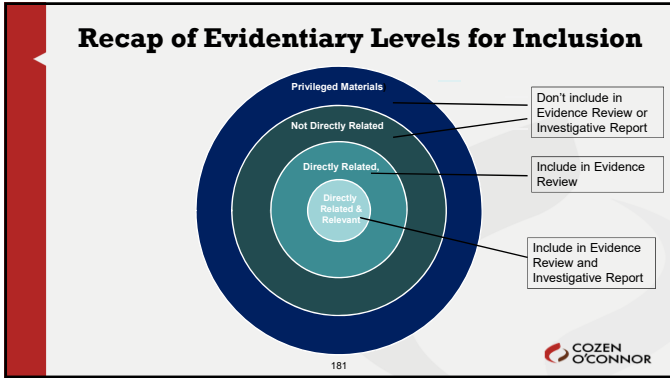 Recap of Evidentiary Levels for Inclusion
Privileged Materials
Not Directly Related
Directly Related,
Directly
Related &
Relevant
Don't include in
Evidence Review or
Investigative Report
Include in Evidence
Review
Include in Evidence
Review and
Investigative Report
181
COZEN
O'CONNOR